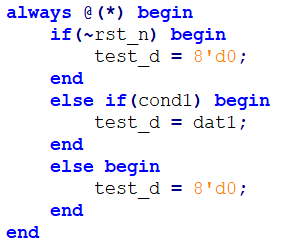 always @(*) begin
    if(~rst_n) begin
        test_d = 8'd0;
    end
    else if(cond1) begin
        test_d = dat1;
    end
    else begin
        test_d = 8'd0;
    end
end